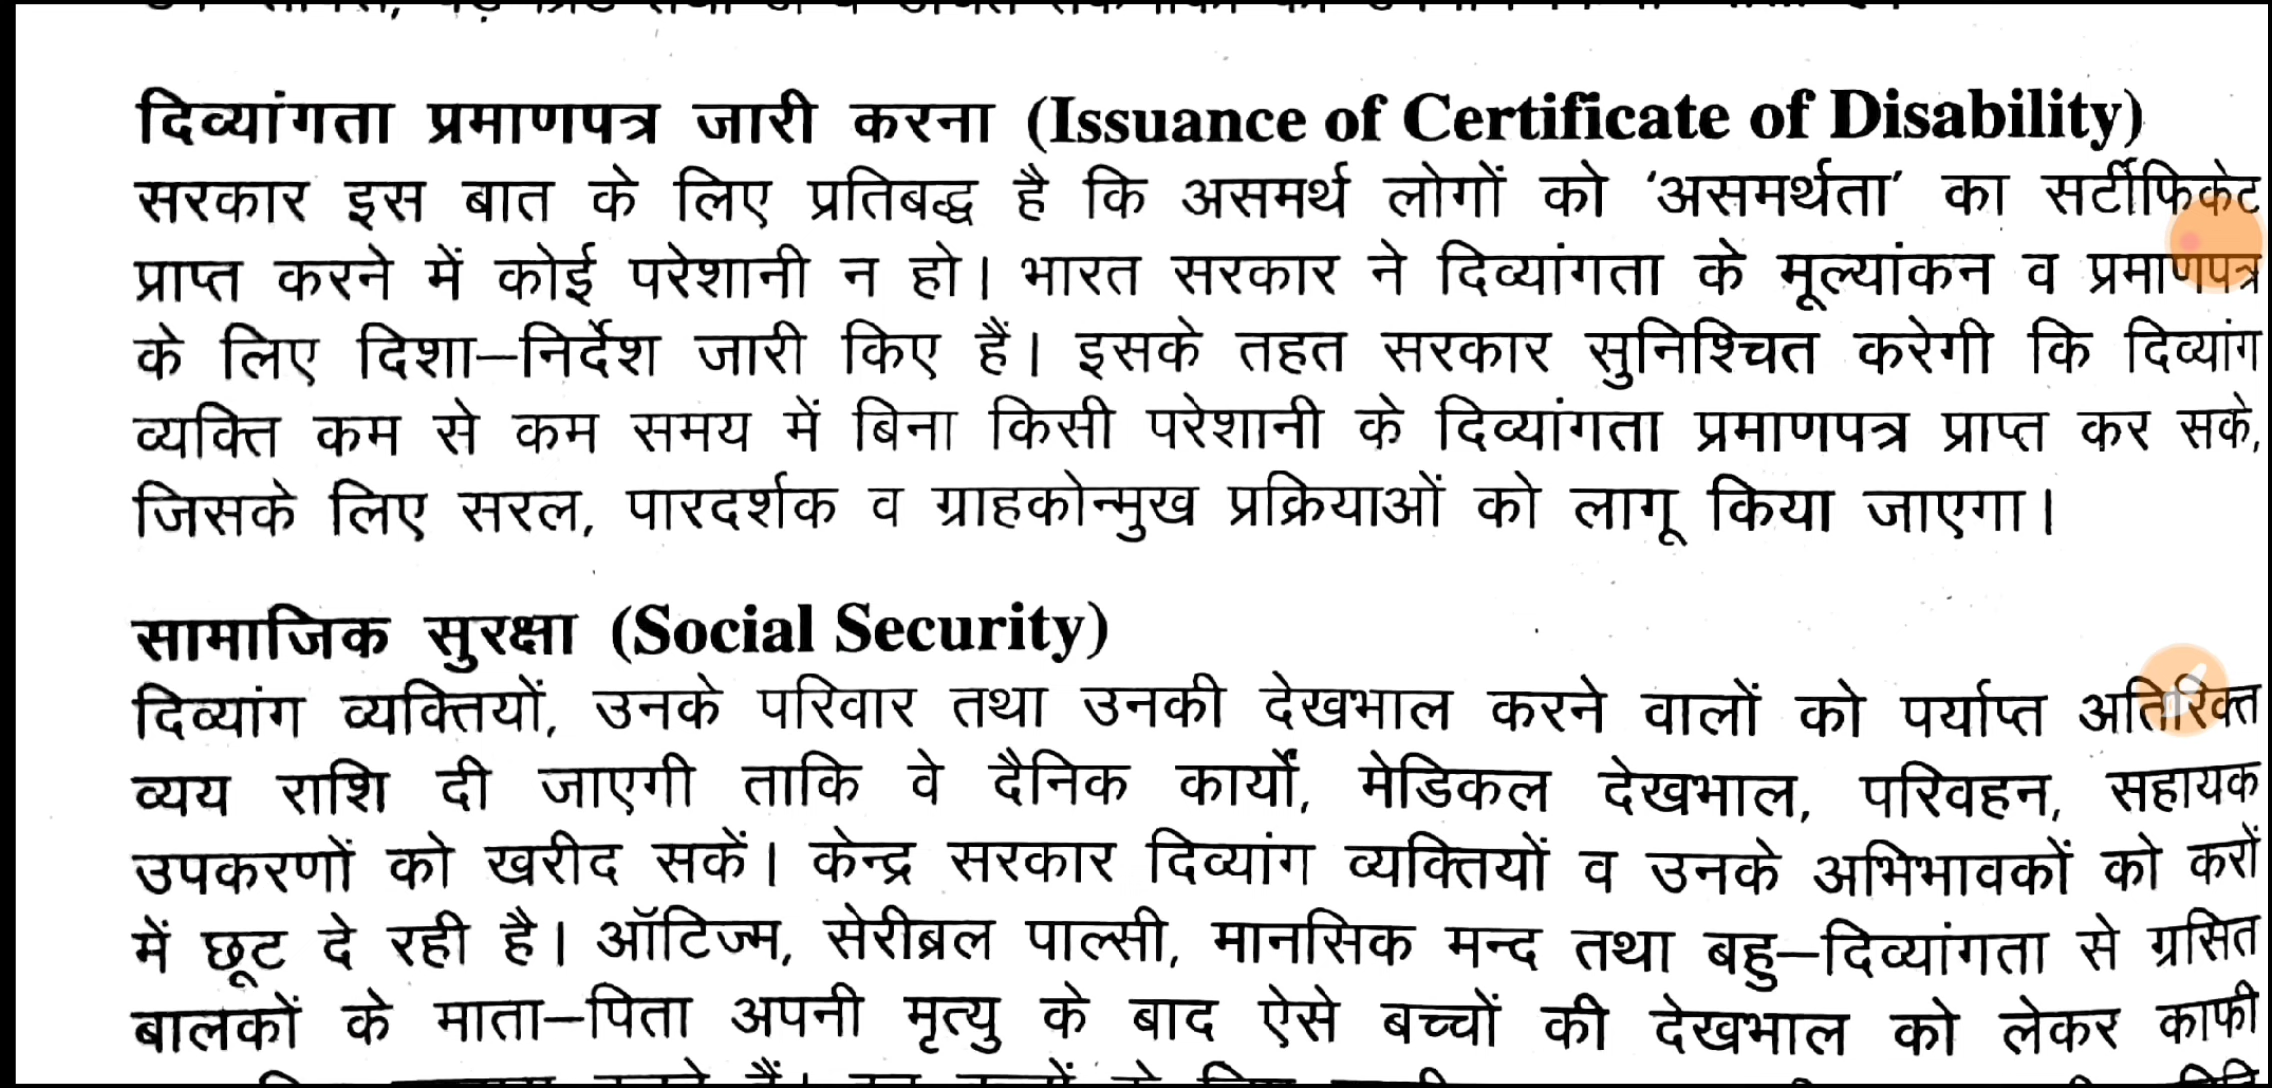 दिव्यांगता प्रमाणपत्र जारी करना (Issuance of Certificate of Disability)
सरकार इस बात के लिए प्रतिबद्ध है कि असमर्थ लोगों को ‘असमर्थता’ का सर्टीफिकेट
प्राप्त करने में कोई परेशानी न हो। भारत सरकार ने दिव्यांगता के मूल्यांकन व प्रमाणपत्र
के लिए दिशा–निर्देश जारी किए हैं। इसके तहत सरकार सुनिश्चित करेगी कि दिव्यांग
व्यक्ति कम से कम समय में बिना किसी परेशानी के दिव्यांगता प्रमाणपत्र प्राप्त कर सके,
जिसके लिए सरल, पारदर्शक व ग्राहकोन्मुख प्रक्रियाओं को लागू किया जाएगा।
सामाजिक सुरक्षा (Social Security)
दिव्यांग व्यक्तियों, उनके परिवार तथा उनकी देखभाल करने वालों को पर्याप्त अतिरिक्त
व्यय राशि दी जाएगी ताकि वे दैनिक कार्यों, मेडिकल देखभाल, परिवहन, सहायक
उपकरणों को खरीद सकें। केन्द्र सरकार दिव्यांग व्यक्तियों व उनके अभिभावकों को करों
में छूट दे रही है। ऑटिज्म, सेरीब्रल पाल्सी, मानसिक मन्द तथा बहु–दिव्यांगता से ग्रसित
बालकों के माता–पिता अपनी मृत्यु के बाद ऐसे बच्चों की देखभाल को लेकर काफी